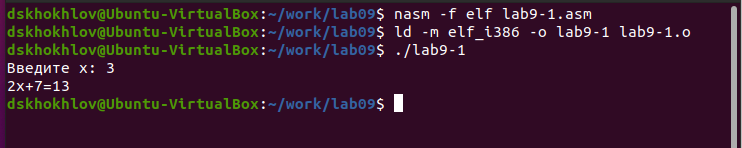 dskhokhlov@Ubuntu-VirtualBox:~/work/lab09$ nasm -f elf lab9-1.asm
dskhokhlov@Ubuntu-VirtualBox:~/work/lab09$ ld -m elf_i386 -o lab9-1 lab9-1.o
dskhokhlov@Ubuntu-VirtualBox:~/work/lab09$ ./lab9-1
Введите x: 3
2x+7=13
dskhokhlov@Ubuntu-VirtualBox:~/work/lab09$